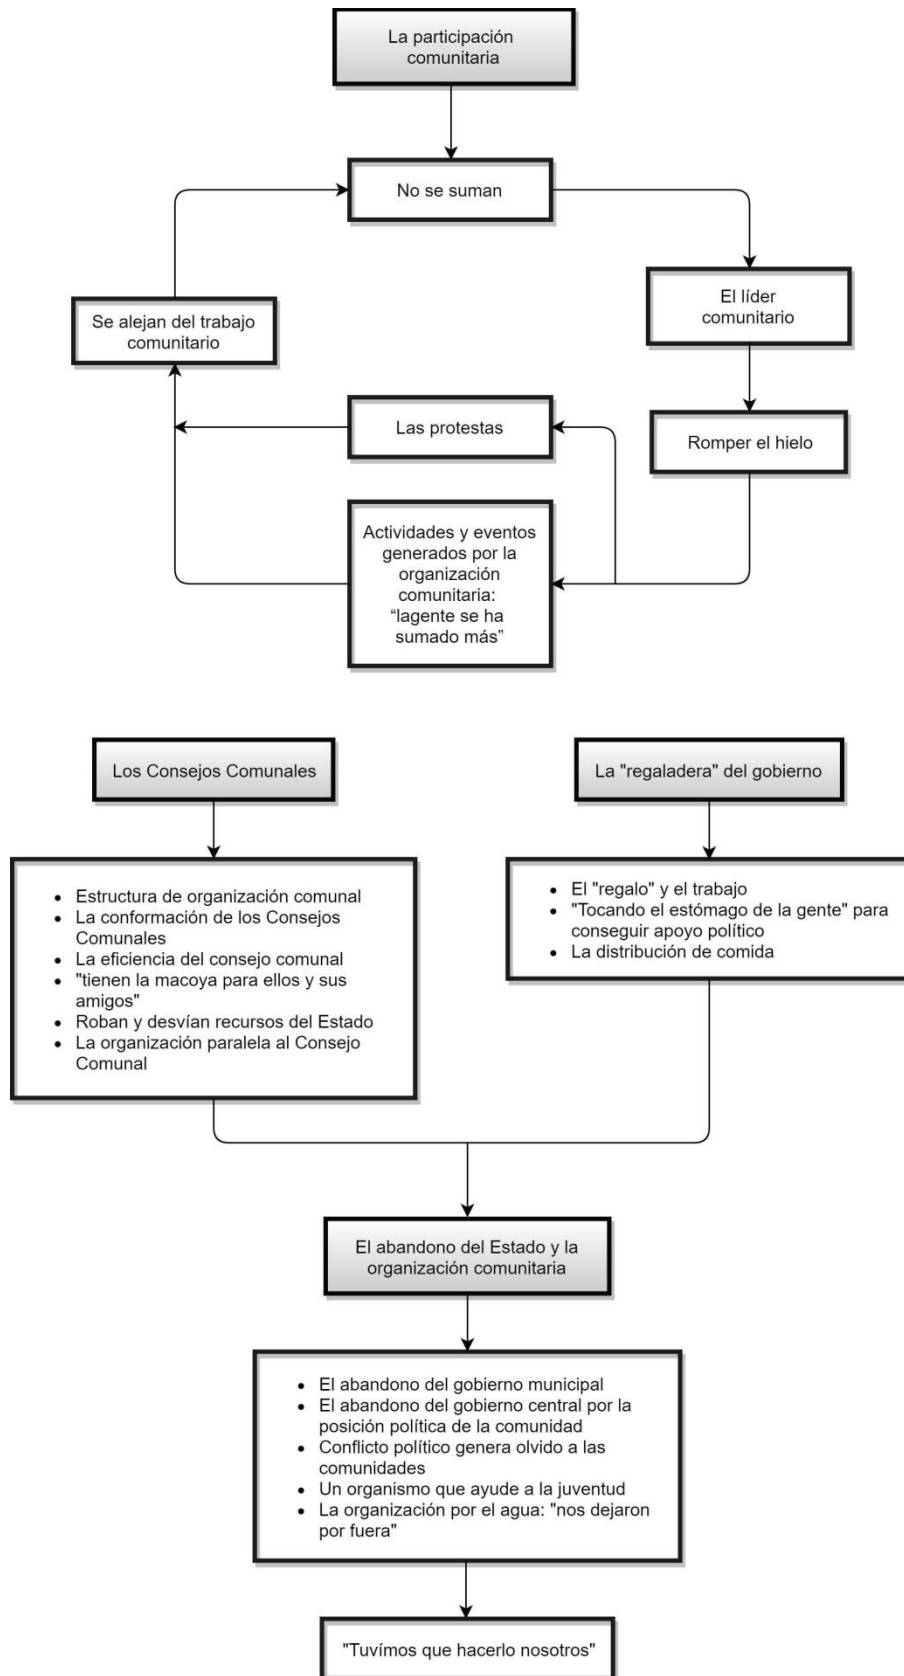 La participación
comunitaria
No se suman
El líder
comunitario
Se alejan del trabajo
comunitario
Las protestas
Romper el hielo
Actividades y eventos
generados por la
organización
comunitaria:
“lagente se ha
sumado más”
Los Consejos Comunales
La "regaladera" del gobierno
• Estructura de organización comunal
• La conformación de los Consejos
Comunales
• La eficiencia del consejo comunal
• "tienen la macoya para ellos y sus
amigos"
• Roban y desvían recursos del Estado
• La organización paralela al Consejo
Comunal
• El "regalo" y el trabajo
• "Tocando el estómago de la gente" para
conseguir apoyo político
• La distribución de comida
El abandono del Estado y la
organización comunitaria
• El abandono del gobierno municipal
• El abandono del gobierno central por la
posición política de la comunidad
• Conflicto político genera olvido a las
comunidades
• Un organismo que ayude a la juventud
• La organización por el agua: "nos dejaron
por fuera"
"Tuvímos que hacerlo nosotros"